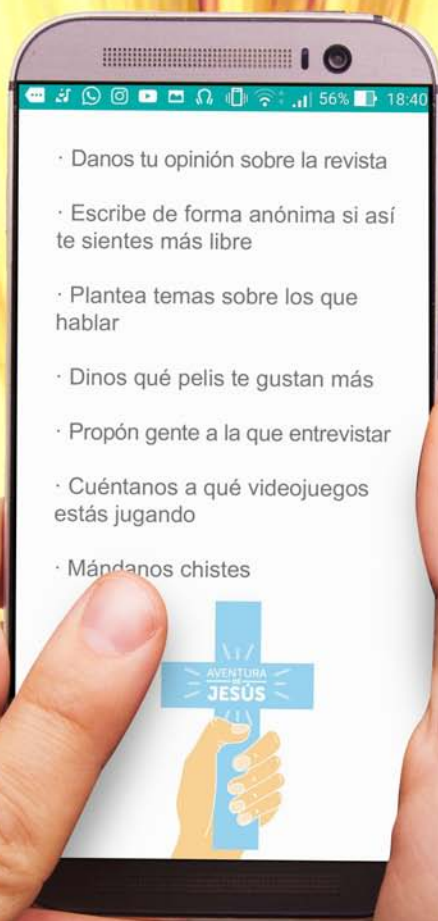 56% 18:40
· Danos tu opinión sobre la revista
· Escribe de forma anónima si así
te sientes más libre
· Plantea temas sobre los que
hablar
· Dinos qué pelis te gustan más
· Propón gente a la que entrevistar
· Cuéntanos a qué videojuegos
estás jugando
· Mándanos chistes
AVENTURA
DE
JESÚS